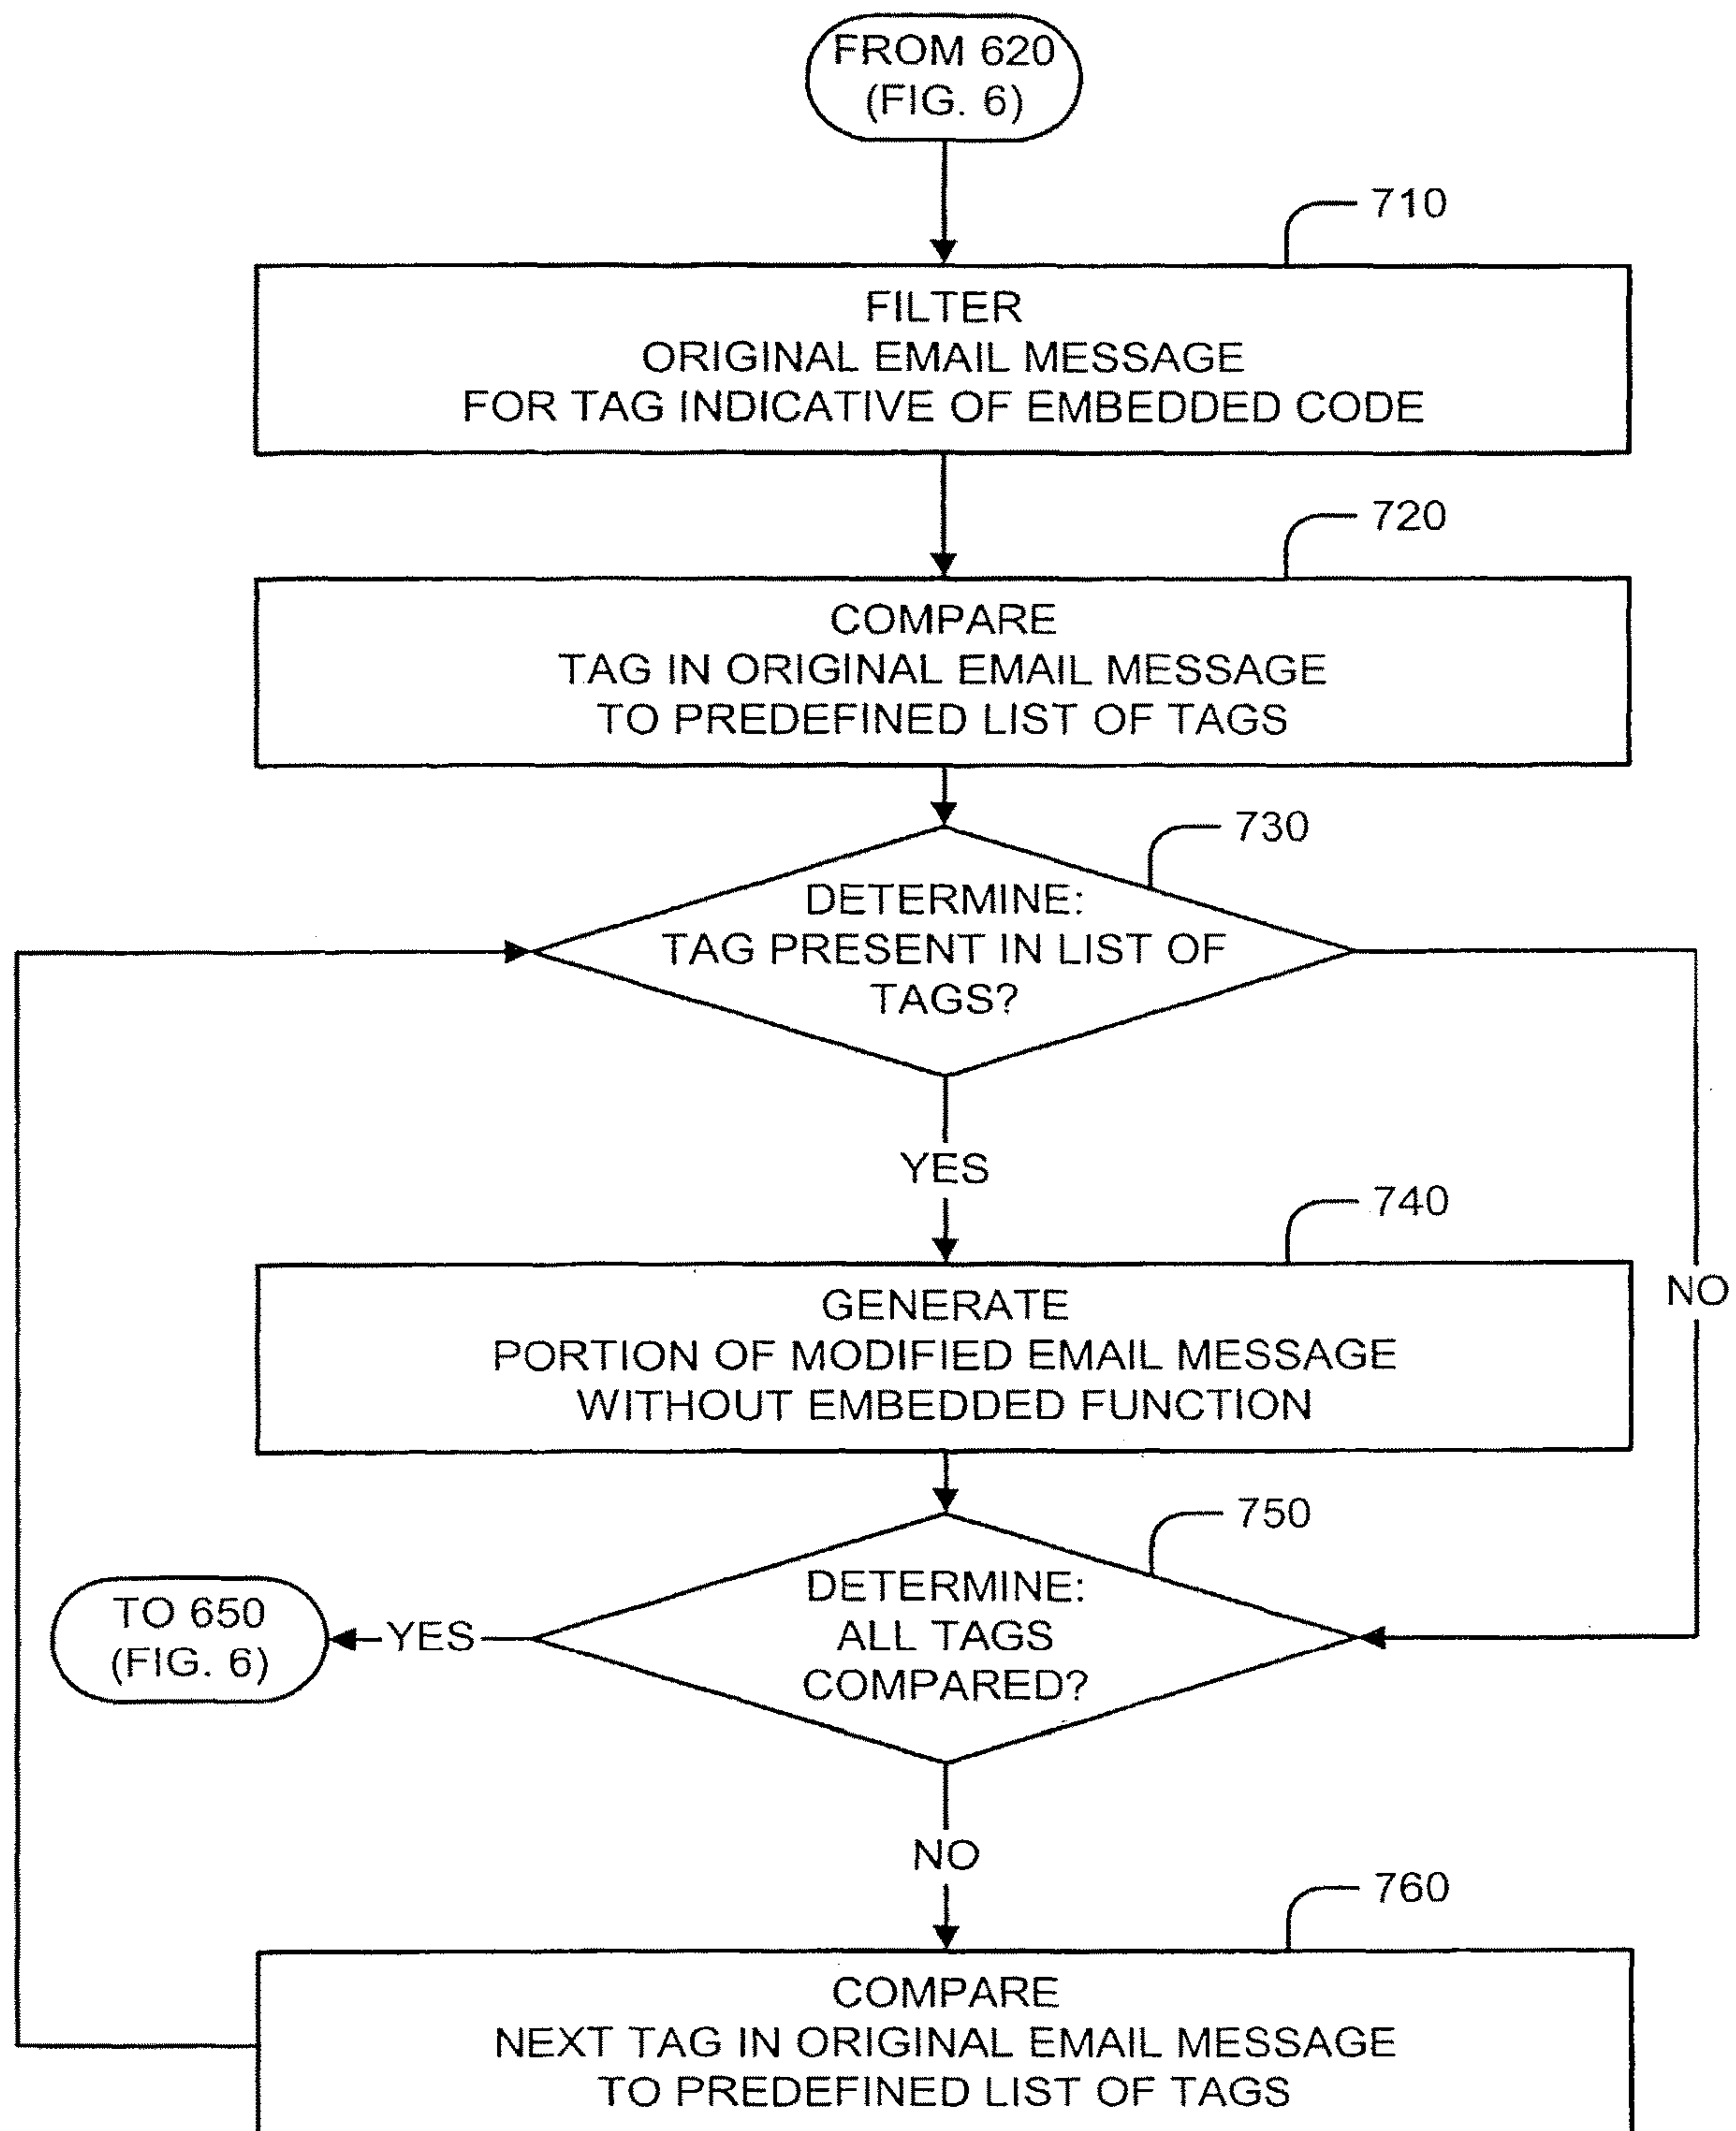 FROM 620
(FIG. 6)
710
FILTER
ORIGINAL EMAIL MESSAGE
FOR TAG INDICATIVE OF EMBEDDED CODE
720
COMPARE
TAG IN ORIGINAL EMAIL MESSAGE
TO PREDEFINED LIST OF TAGS
730
DETERMINE:
TAG PRESENT IN LIST OF
TAGS?
YES
740
NO
GENERATE
PORTION OF MODIFIED EMAIL MESSAGE
WITHOUT EMBEDDED FUNCTION
750
DETERMINE:
ALL TAGS
COMPARED?
YES
TO 650
(FIG. 6)
NO
760
COMPARE
NEXT TAG IN ORIGINAL EMAIL MESSAGE
TO PREDEFINED LIST OF TAGS